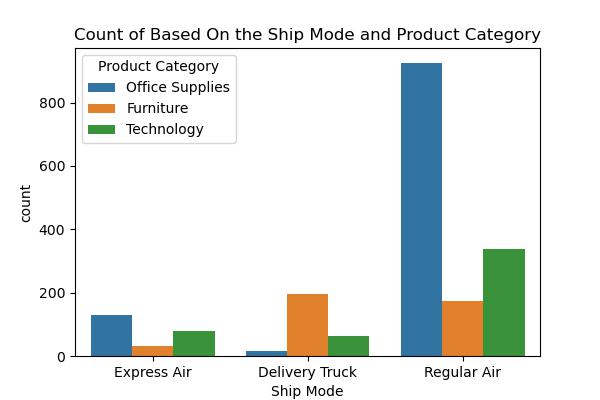 Count of Based On the Ship Mode and Product Category
Product Category
Office Supplies
Furniture
Technology
800
600
400
200
0
count
Express Air
Delivery Truck
Regular Air
Ship Mode